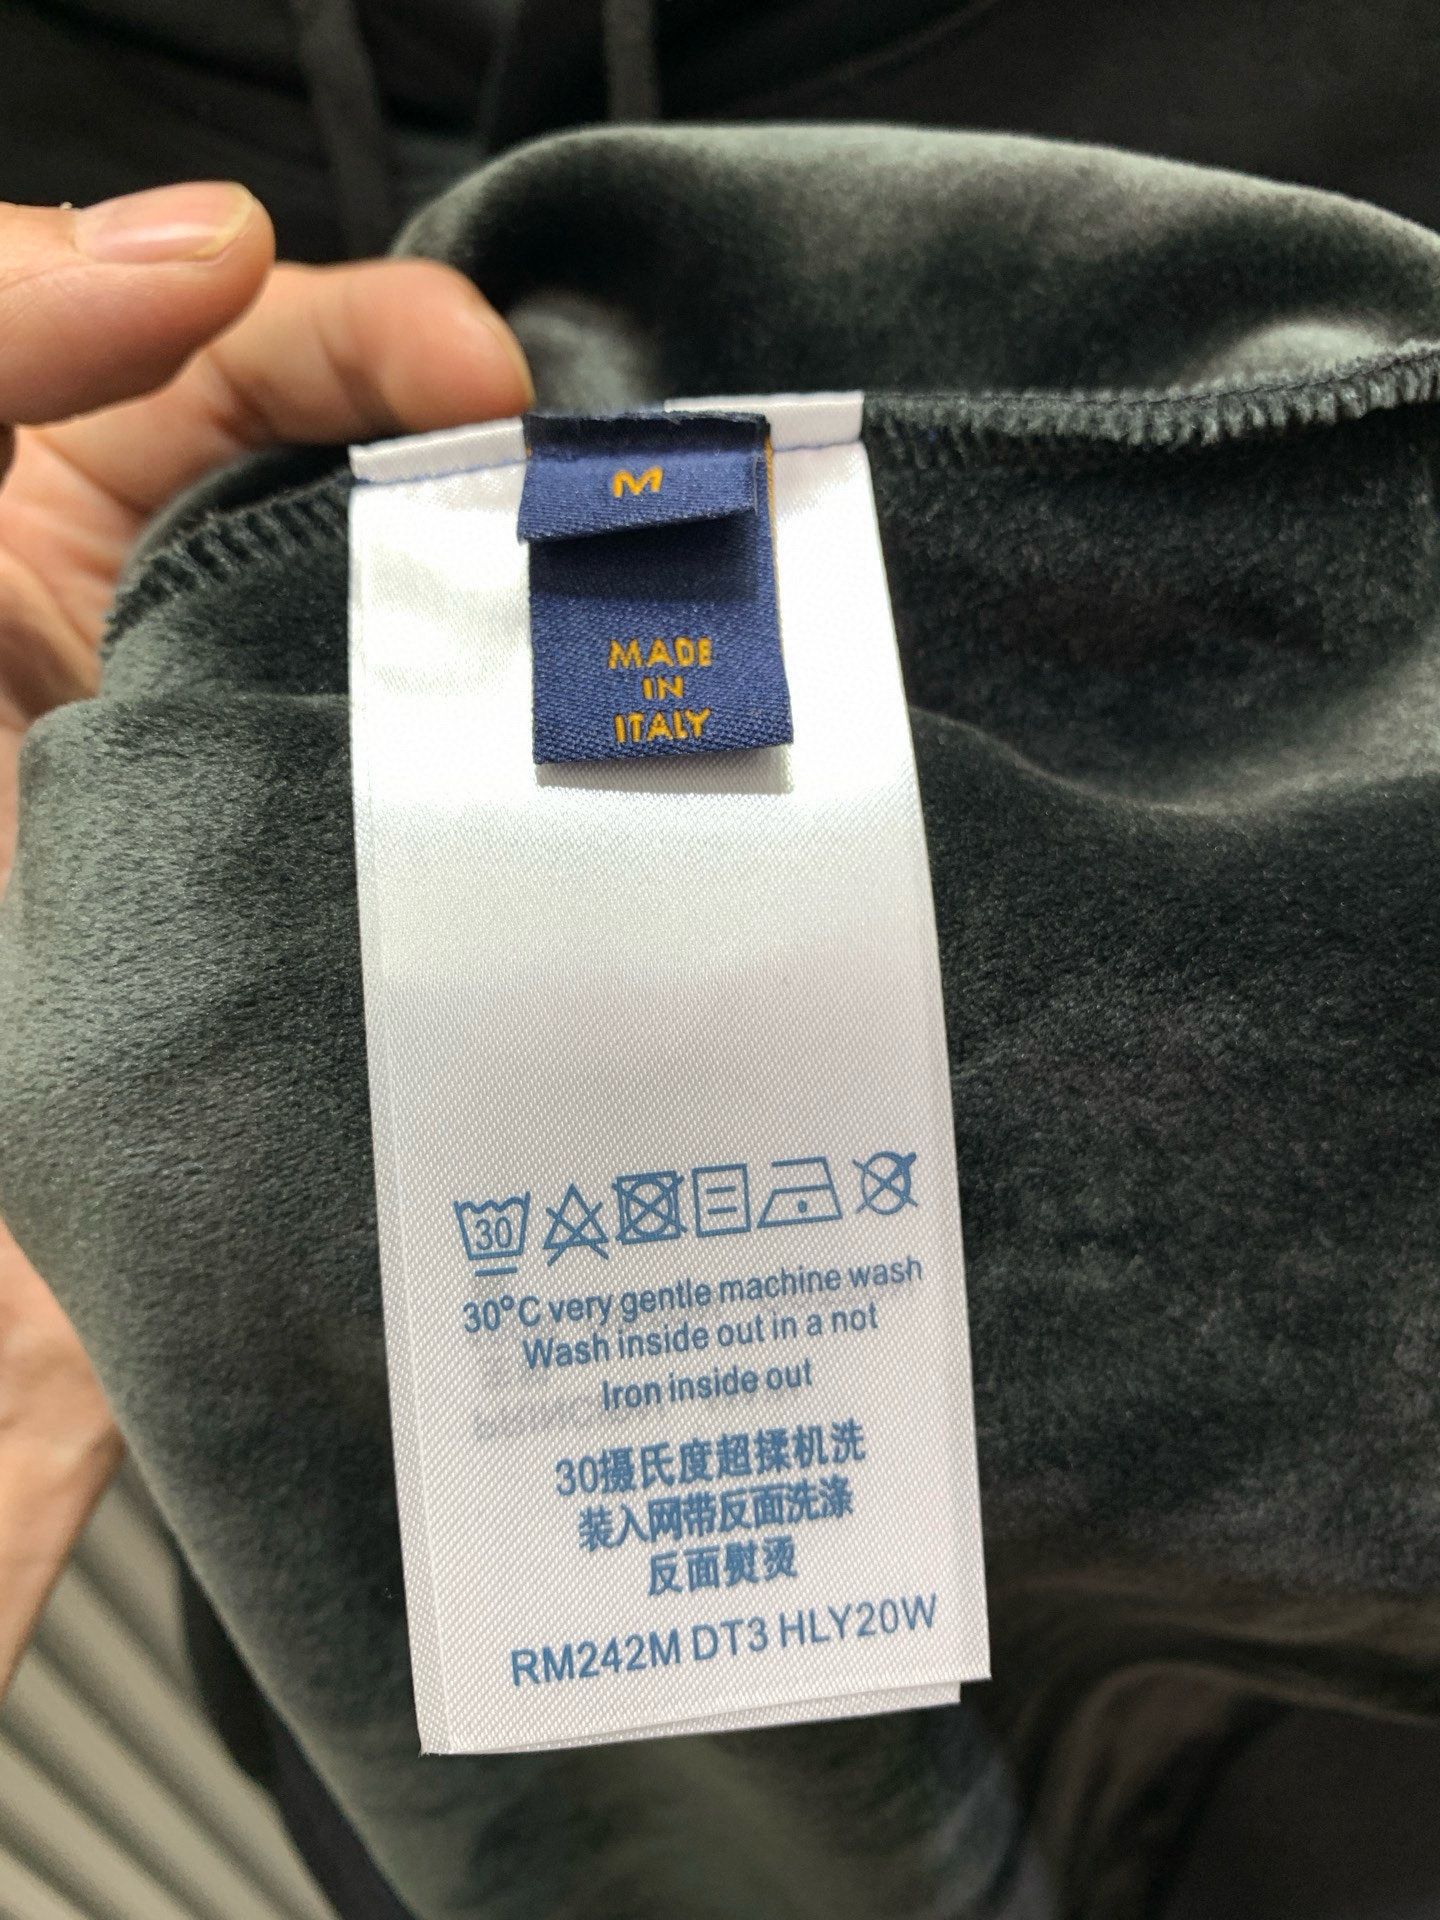 M
MADE
IN
ITALY
30
30°C very gentle machine wash
Wash inside out in a not
Iron inside out
30摄氏度超揉机洗
装入网带反面洗涤
反面熨烫
RM242M DT3 HLY20W